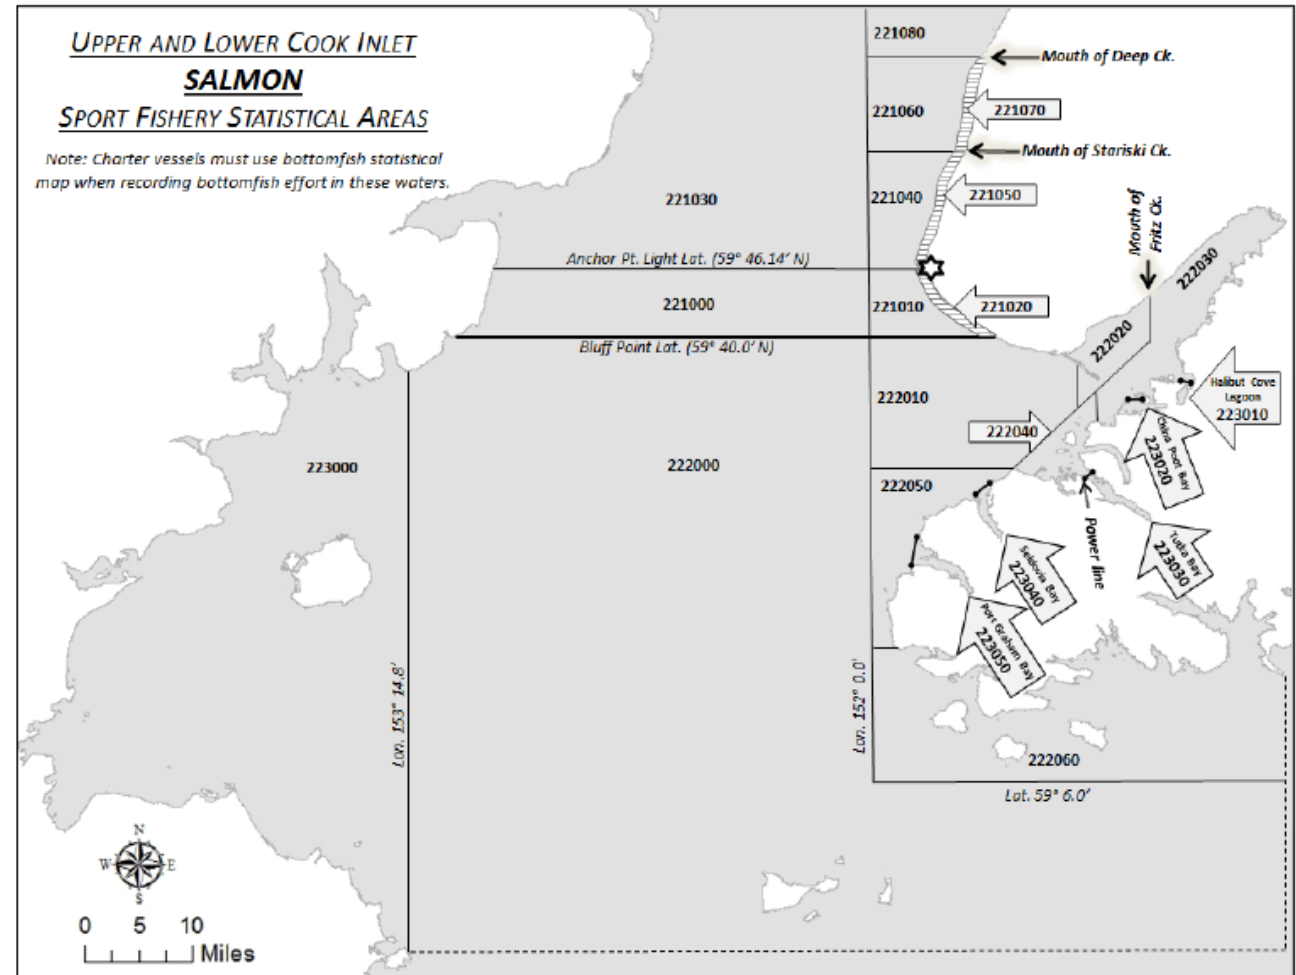 UPPER AND LOWER COOK INLET
SALMON
SPORT FISHERY STATISTICAL AREAS
Note: Charter vessels must use bottomfish statistical
map when recording bottomfish effort in these waters.
221080
Mouth of Deep Ck.
221060
221070
Mouth of Stariski Ck.
221030
221040
221050
Mouth of
Fritz Ck.
222030
Anchor Pt. Light Lat. (59° 46.14' N)
221000
221010
221020
Bluff Point Lat. (59° 40.0' N)
222020
222010
Halibut Cove
Lagoon
223010
222040
China Poot Bay
223020
223000
222000
222050
Power line
Tutka Bay
223030
Seldovia Bay
223040
Port Graham Bay
223050
Lon. 153° 14.8'
Lon. 152° 0.0'
222060
Lat. 59° 6.0'
N
W
E
S
0 5 10
Miles